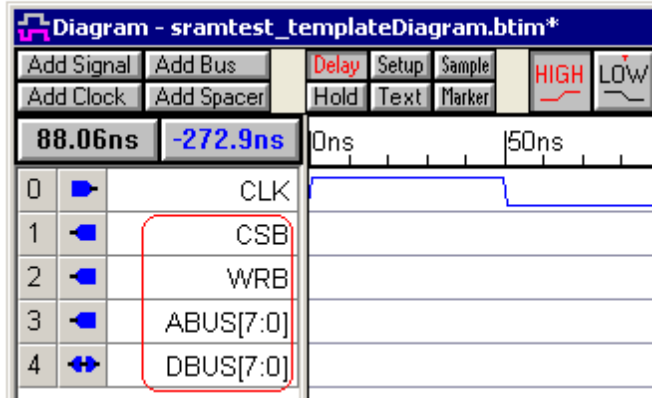 Diagram - sramtest_templateDiagram.btim*
Add Signal Add Bus Delay Setup Sample HIGH LOW
Add Clock Add Spacer Hold Text Marker
88.06ns -272.9ns 0ns 50ns
0 CLK
1 CSB
2 WRB
3 ABUS[7:0]
4 DBUS[7:0]